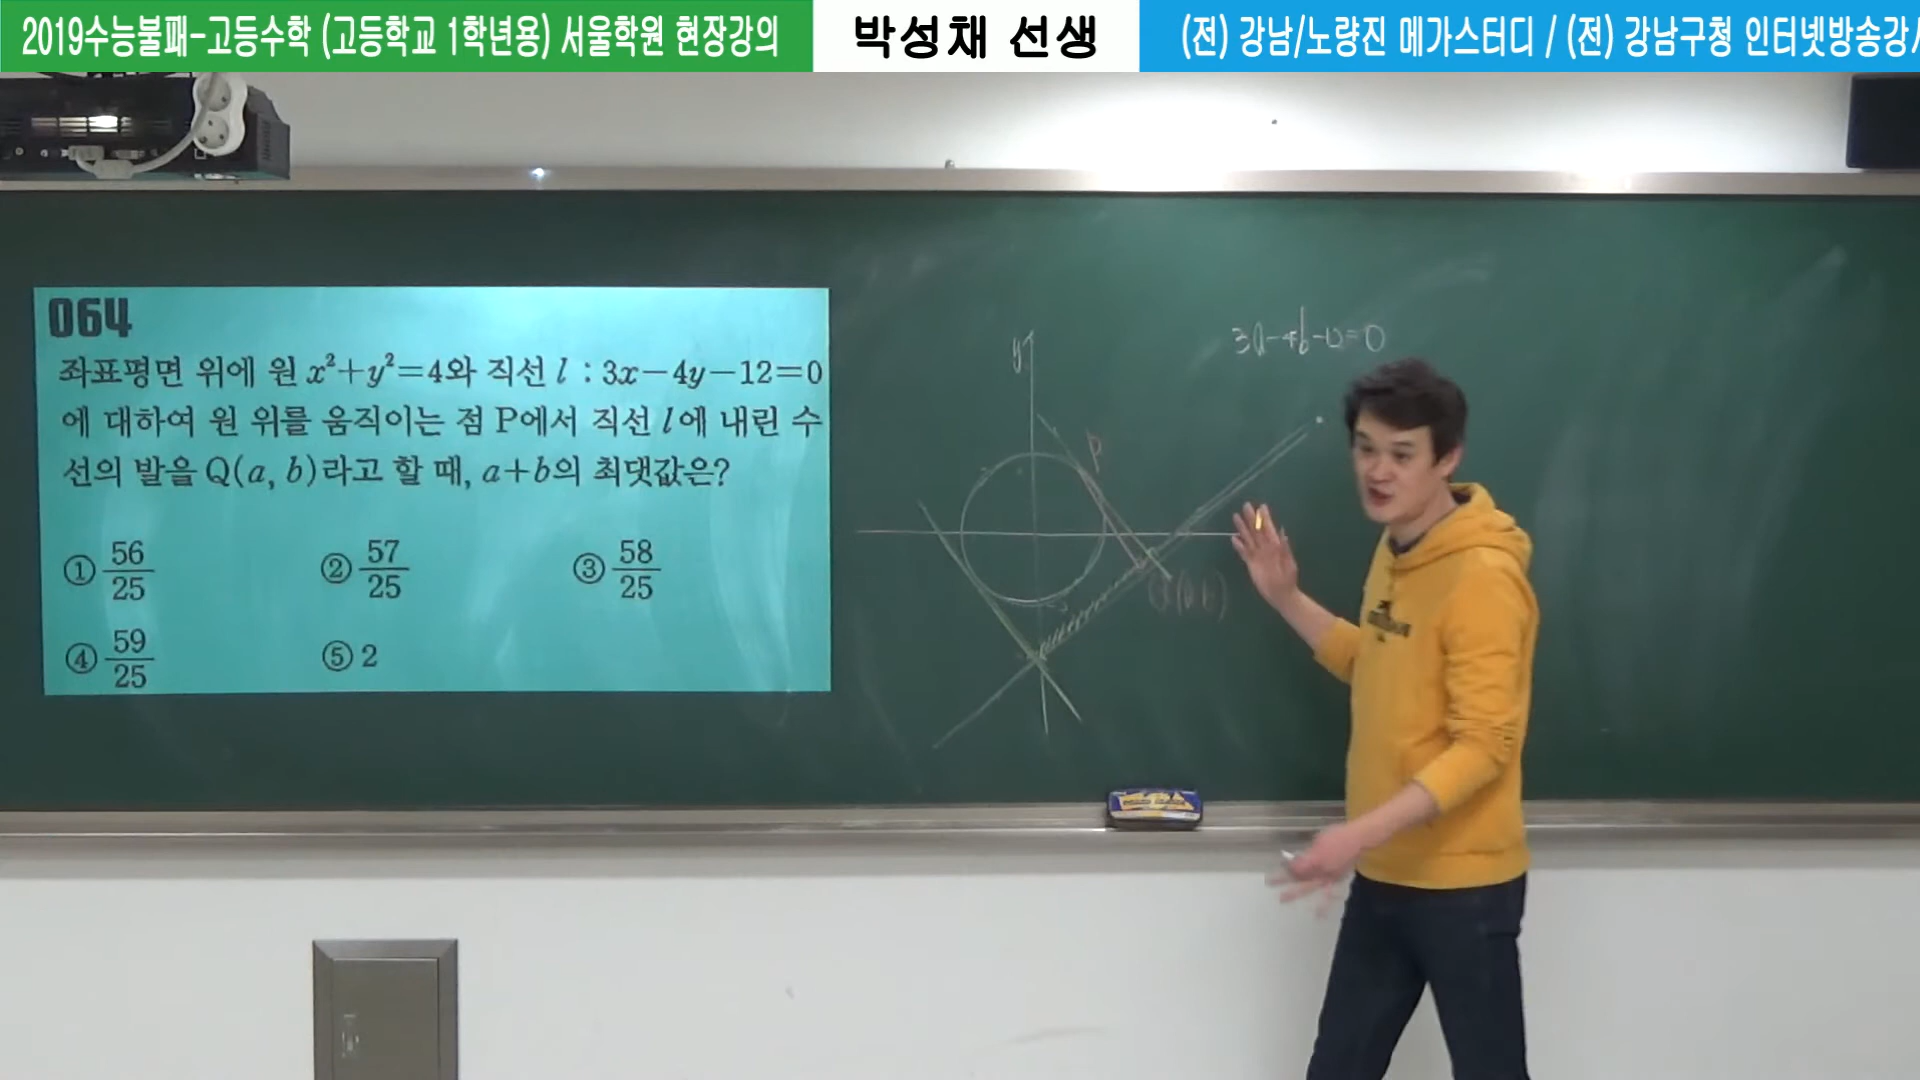 2019수능불패-고등수학 (고등학교 1학년용) 서울학원 현장강의
박성채 선생
(전) 강남/노량진 메가스터디 / (전) 강남구청 인터넷방송강
064
좌표평면 위에 원 x²+y²=4와 직선 l : 3x-4y-12=0
에 대하여 원 위를 움직이는 점 P에서 직선 l에 내린 수
선의 발을 Q(a, b)라고 할 때, a+b의 최댓값은?
① 56/25 ② 57/25 ③ 58/25
④ 59/25 ⑤ 2
3a-4b-12=0
y
P
Q(a, b)